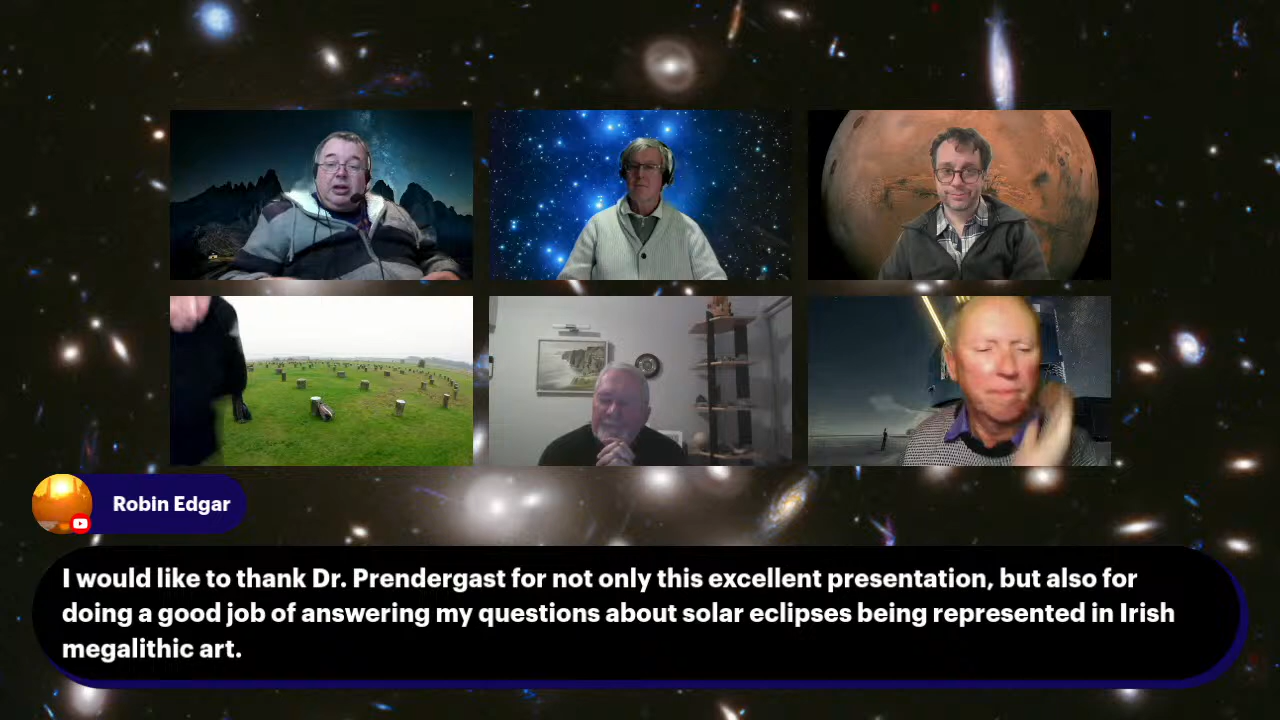 Robin Edgar
I would like to thank Dr. Prendergast for not only this excellent presentation, but also for
doing a good job of answering my questions about solar eclipses being represented in Irish
megalithic art.